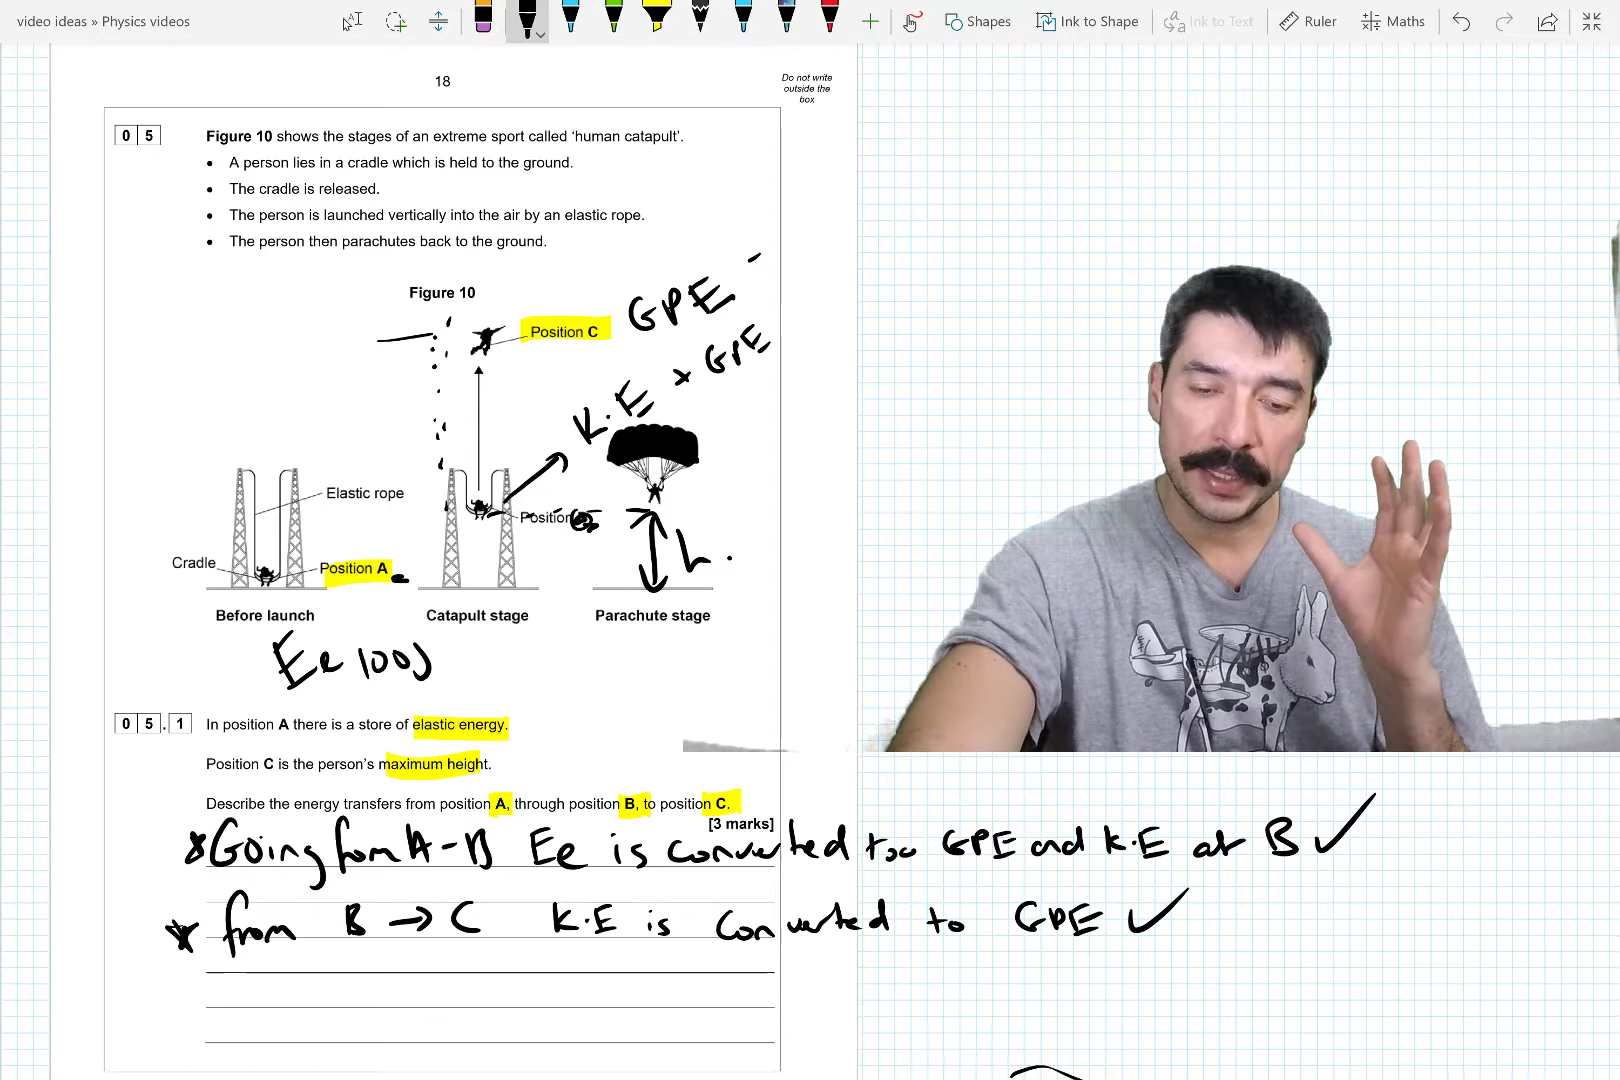 video ideas » Physics videos
Shapes
Ink to Shape
Ink to Text
Ruler
Maths
18
Do not write
outside the
box
0 5
Figure 10 shows the stages of an extreme sport called ‘human catapult’.
• A person lies in a cradle which is held to the ground.
• The cradle is released.
• The person is launched vertically into the air by an elastic rope.
• The person then parachutes back to the ground.
Figure 10
Position C
GPE
K.E + GPE
Elastic rope
Position
Cradle
Position A
h.
Before launch
Catapult stage
Parachute stage
Ee 100J
0 5 . 1
In position A there is a store of elastic energy.
Position C is the person’s maximum height.
Describe the energy transfers from position A, through position B, to position C.
[3 marks]
Going from A - B Ee is converted too GPE and K.E at B ✓
from B → C K.E is converted to GPE ✓